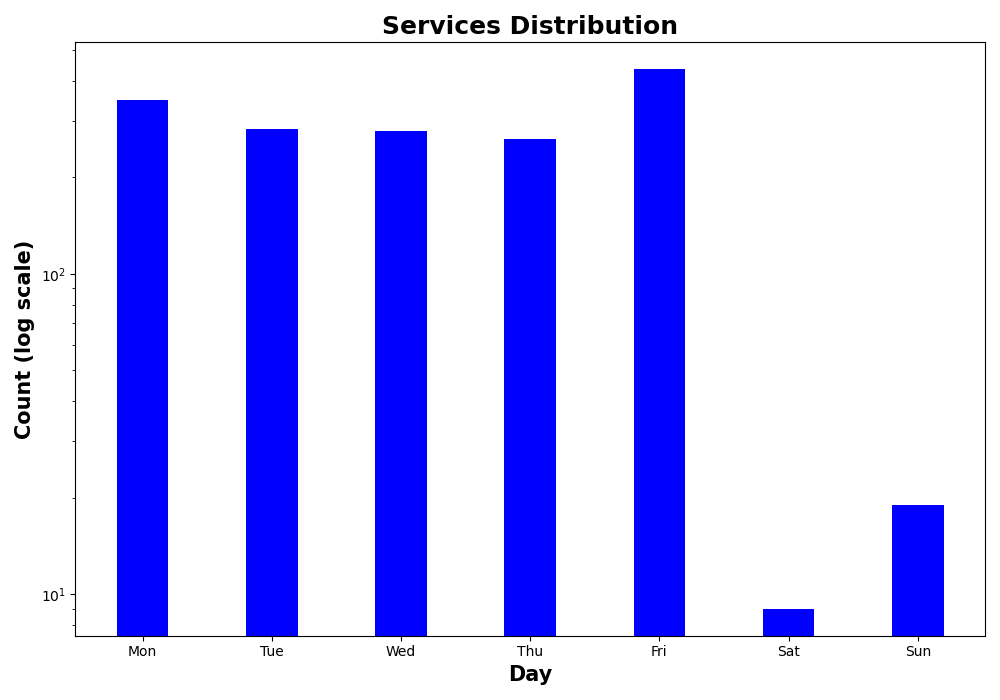 Services Distribution
Count (log scale)
10²
10¹
Mon Tue Wed Thu Fri Sat Sun
Day